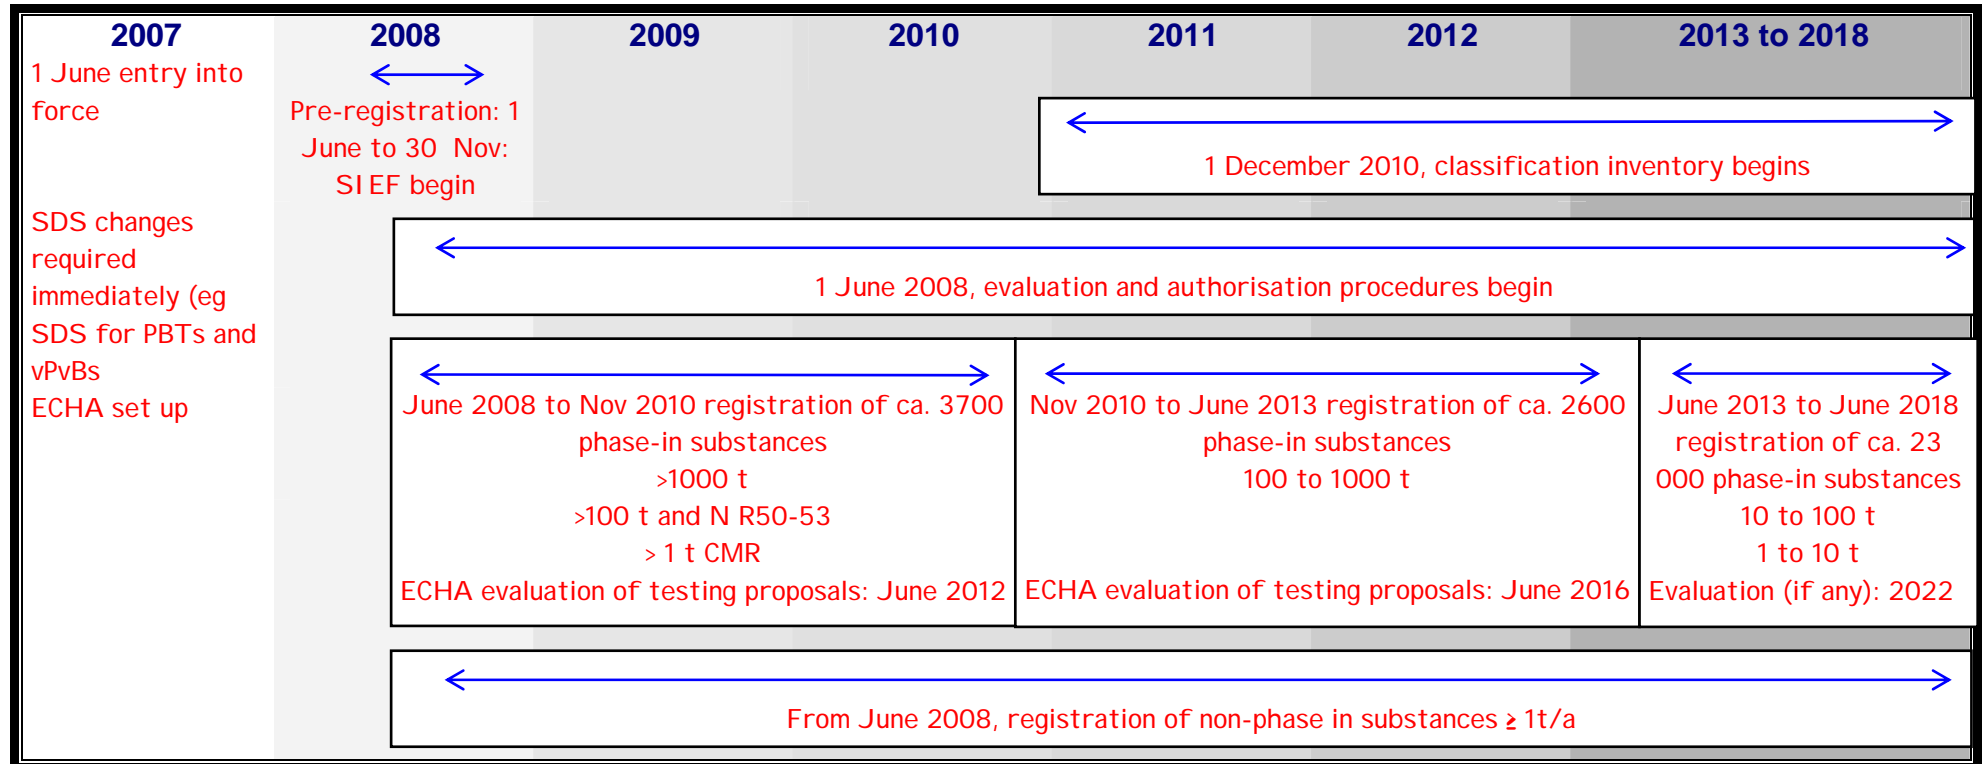 2007
2008
2009
2010
2011
2012
2013 to 2018
1 June entry into
force
SDS changes
required
immediately (eg
SDS for PBTs and
vPvBs
ECHA set up
Pre-registration: 1
June to 30 Nov:
SIEF begin
1 December 2010, classification inventory begins
1 June 2008, evaluation and authorisation procedures begin
June 2008 to Nov 2010 registration of ca. 3700
phase-in substances
>1000 t
>100 t and N R50-53
> 1 t CMR
ECHA evaluation of testing proposals: June 2012
Nov 2010 to June 2013 registration of ca. 2600
phase-in substances
100 to 1000 t
ECHA evaluation of testing proposals: June 2016
June 2013 to June 2018
registration of ca. 23
000 phase-in substances
10 to 100 t
1 to 10 t
Evaluation (if any): 2022
From June 2008, registration of non-phase in substances ≥ 1t/a